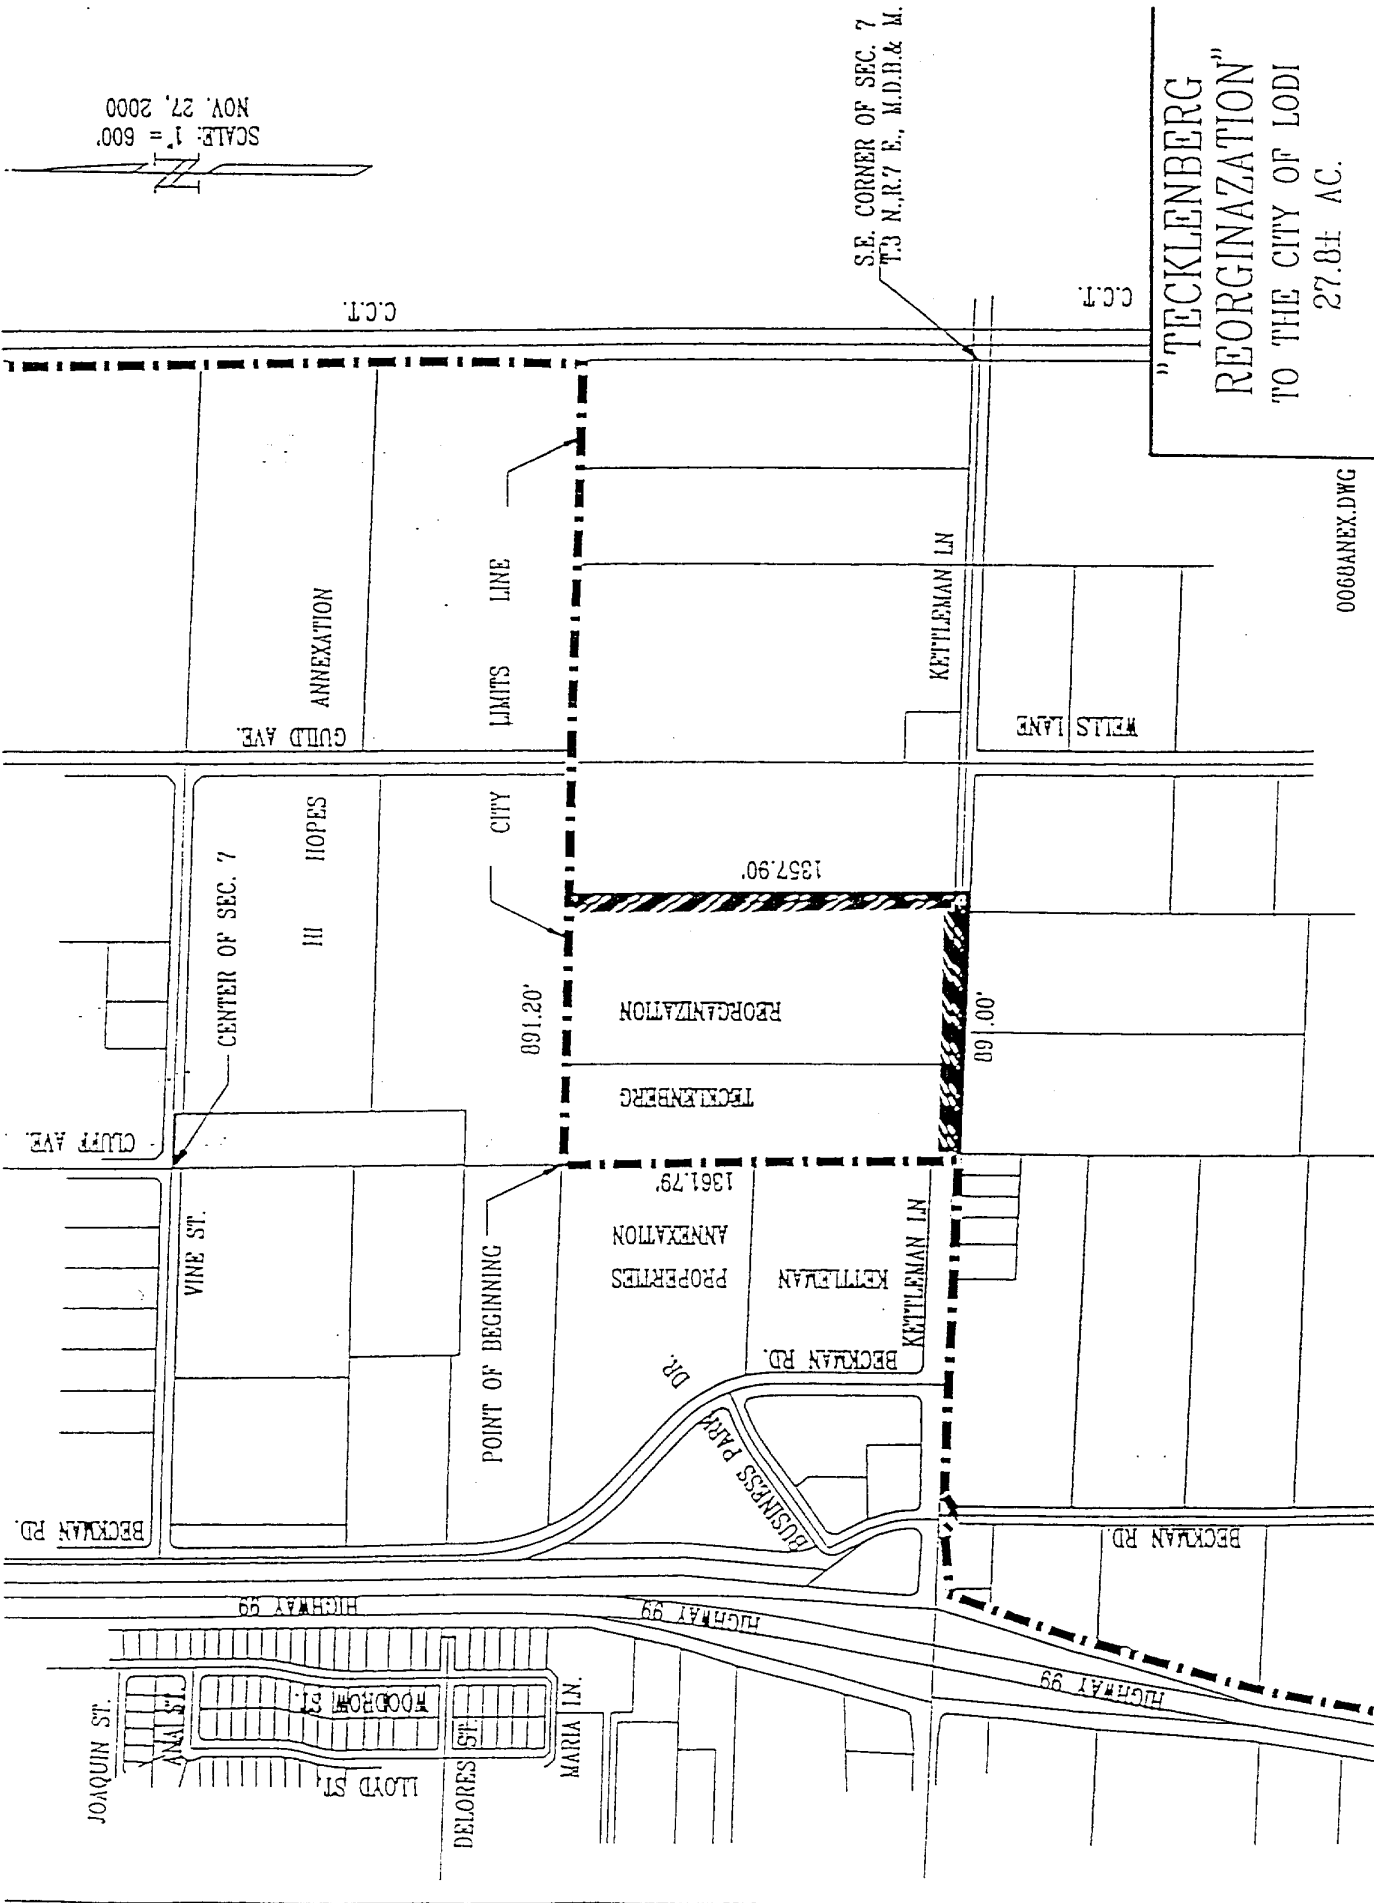 SCALE: 1" = 600'
NOV. 27, 2000
C.C.T.
S.E. CORNER OF SEC. 7
T.3 N.,R.7 E., M.D.B.& M.
C.C.T.
"TECKLENBERG
REORGINAZATION"
TO THE CITY OF LODI
27.8± AC.
0068ANEX.DWG
CITY LIMITS LINE
III HOPES ANNEXATION
GUILD AVE.
KETTLEMAN LN
WELLS LANE
CENTER OF SEC. 7
1357.90'
891.20'
TECKLENBERG
REORGANIZATION
891.00'
CLUFF AVE.
VINE ST.
POINT OF BEGINNING
1361.79'
KETTLEMAN
PROPERTIES
ANNEXATION
KETTLEMAN LN
BECKMAN RD.
BUSINESS PARK DR.
BECKMAN RD.
BECKMAN RD.
HIGHWAY 99
HIGHWAY 99
HIGHWAY 99
JOAQUIN ST.
WOODROW ST.
LLOYD ST
DELORES ST.
MARIA LN.